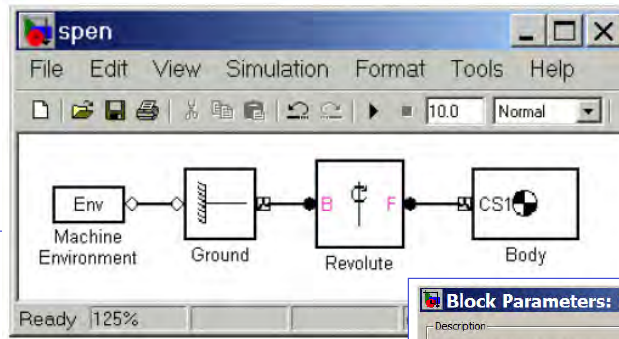 spen
File Edit View Simulation Format Tools Help
10.0 Normal
Env
B F
CS1
Machine Environment
Ground
Revolute
Body
Block Parameters:
Description
Ready 125%